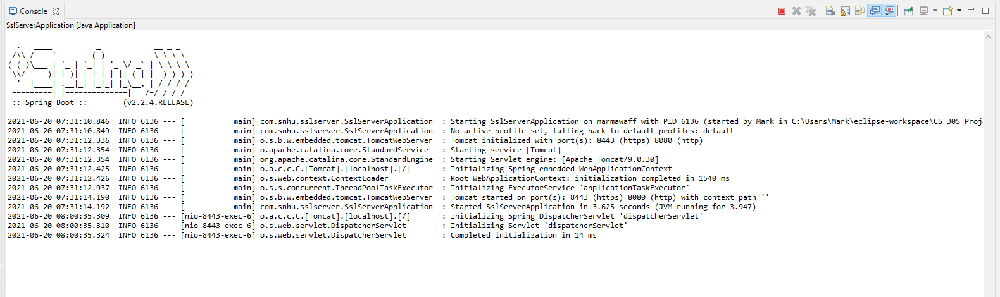 Console
SslServerApplication [Java Application]
  .   ____          _            __ _ _
 /\\ / ___'_ __ _ _(_)_ __  __ _ \ \ \ \
( ( )\___ | '_ | '_| | '_ \/ _` | \ \ \ \
 \\/  ___)| |_)| | | | | || (_| |  ) ) ) )
  '  |____| .__|_| |_|_| |_\__, | / / / /
 =========|_|==============|___/=/_/_/_/
 :: Spring Boot ::        (v2.2.4.RELEASE)
2021-06-20 07:31:10.846  INFO 6136 --- [           main] com.snhu.sslserver.SslServerApplication  : Starting SslServerApplication on marmawaff with PID 6136 (started by Mark in C:\Users\Mark\eclipse-workspace\CS 305 Proj
2021-06-20 07:31:10.849  INFO 6136 --- [           main] com.snhu.sslserver.SslServerApplication  : No active profile set, falling back to default profiles: default
2021-06-20 07:31:12.336  INFO 6136 --- [           main] o.s.b.w.embedded.tomcat.TomcatWebServer  : Tomcat initialized with port(s): 8443 (https) 8080 (http)
2021-06-20 07:31:12.354  INFO 6136 --- [           main] o.apache.catalina.core.StandardService   : Starting service [Tomcat]
2021-06-20 07:31:12.354  INFO 6136 --- [           main] org.apache.catalina.core.StandardEngine  : Starting Servlet engine: [Apache Tomcat/9.0.30]
2021-06-20 07:31:12.425  INFO 6136 --- [           main] o.a.c.c.C.[Tomcat].[localhost].[/]       : Initializing Spring embedded WebApplicationContext
2021-06-20 07:31:12.426  INFO 6136 --- [           main] o.s.web.context.ContextLoader            : Root WebApplicationContext: initialization completed in 1540 ms
2021-06-20 07:31:12.937  INFO 6136 --- [           main] o.s.s.concurrent.ThreadPoolTaskExecutor  : Initializing ExecutorService 'applicationTaskExecutor'
2021-06-20 07:31:14.190  INFO 6136 --- [           main] o.s.b.w.embedded.tomcat.TomcatWebServer  : Tomcat started on port(s): 8443 (https) 8080 (http) with context path ''
2021-06-20 07:31:14.192  INFO 6136 --- [           main] com.snhu.sslserver.SslServerApplication  : Started SslServerApplication in 3.625 seconds (JVM running for 3.947)
2021-06-20 08:00:35.309  INFO 6136 --- [nio-8443-exec-6] o.a.c.c.C.[Tomcat].[localhost].[/]       : Initializing Spring DispatcherServlet 'dispatcherServlet'
2021-06-20 08:00:35.310  INFO 6136 --- [nio-8443-exec-6] o.s.web.servlet.DispatcherServlet        : Initializing Servlet 'dispatcherServlet'
2021-06-20 08:00:35.324  INFO 6136 --- [nio-8443-exec-6] o.s.web.servlet.DispatcherServlet        : Completed initialization in 14 ms